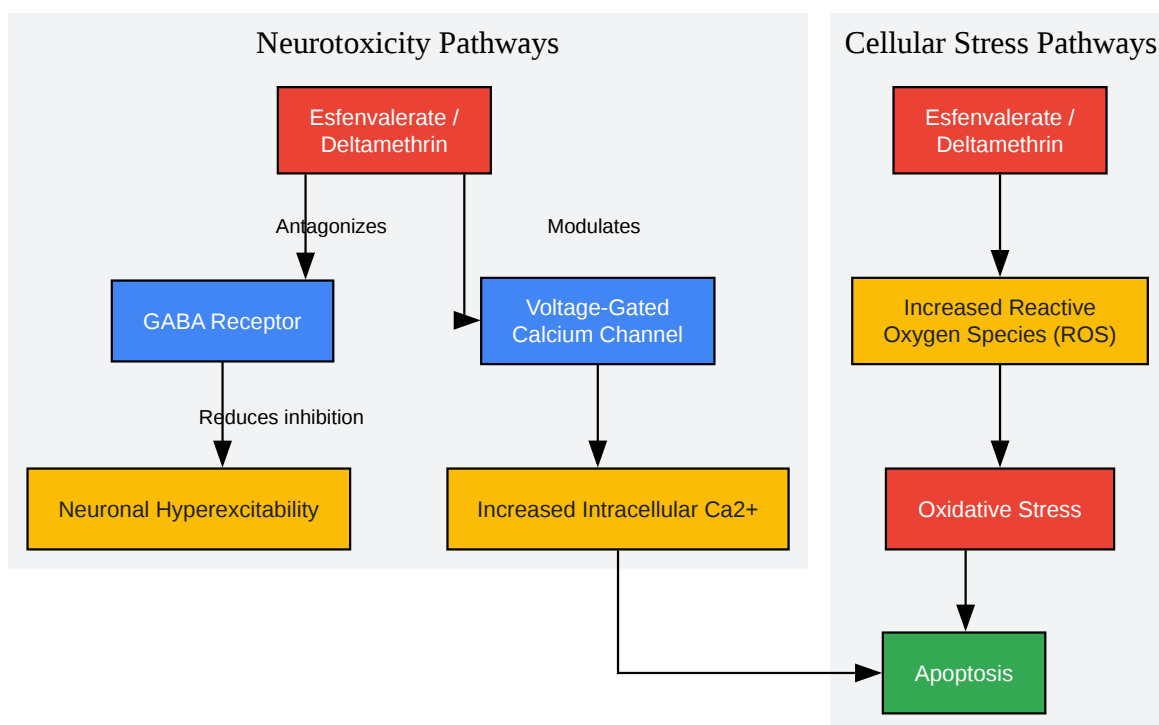 Neurotoxicity Pathways
Esfenvalerate /
Deltamethrin
Antagonizes
Modulates
GABA Receptor
Voltage-Gated
Calcium Channel
Reduces inhibition
Neuronal Hyperexcitability
Increased Intracellular Ca2+
Cellular Stress Pathways
Esfenvalerate /
Deltamethrin
Increased Reactive
Oxygen Species (ROS)
Oxidative Stress
Apoptosis